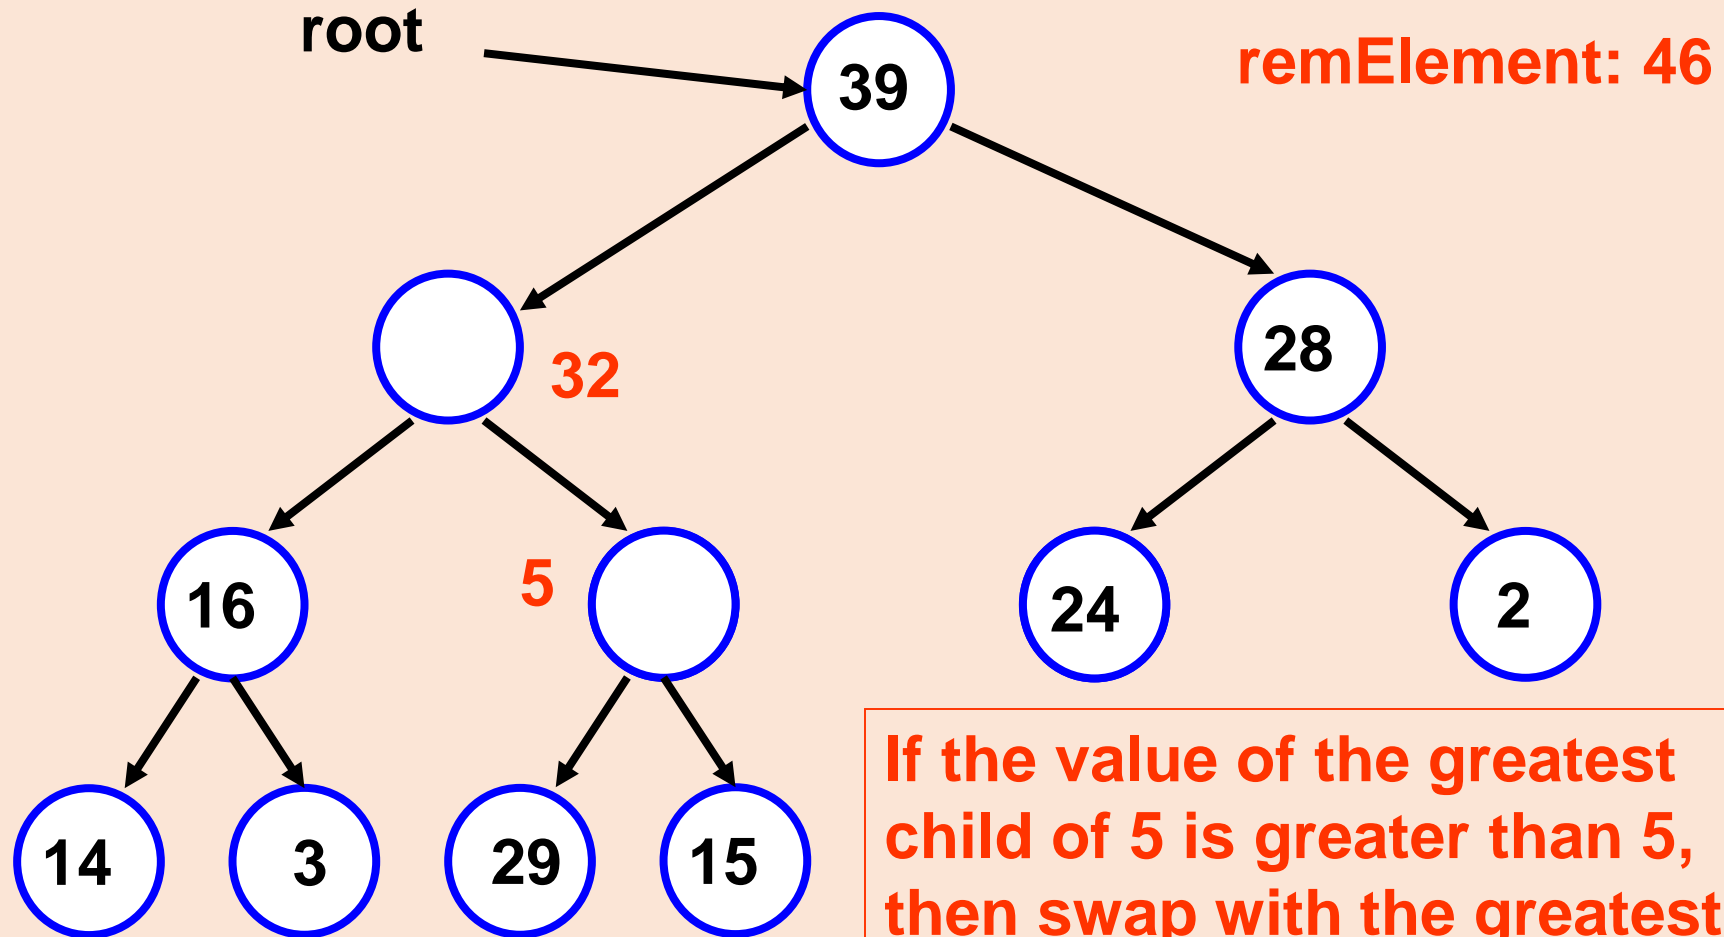 root
remElement: 46
39
32
28
16
5
24
2
14
3
29
15
If the value of the greatest
child of 5 is greater than 5,
then swap with the greatest